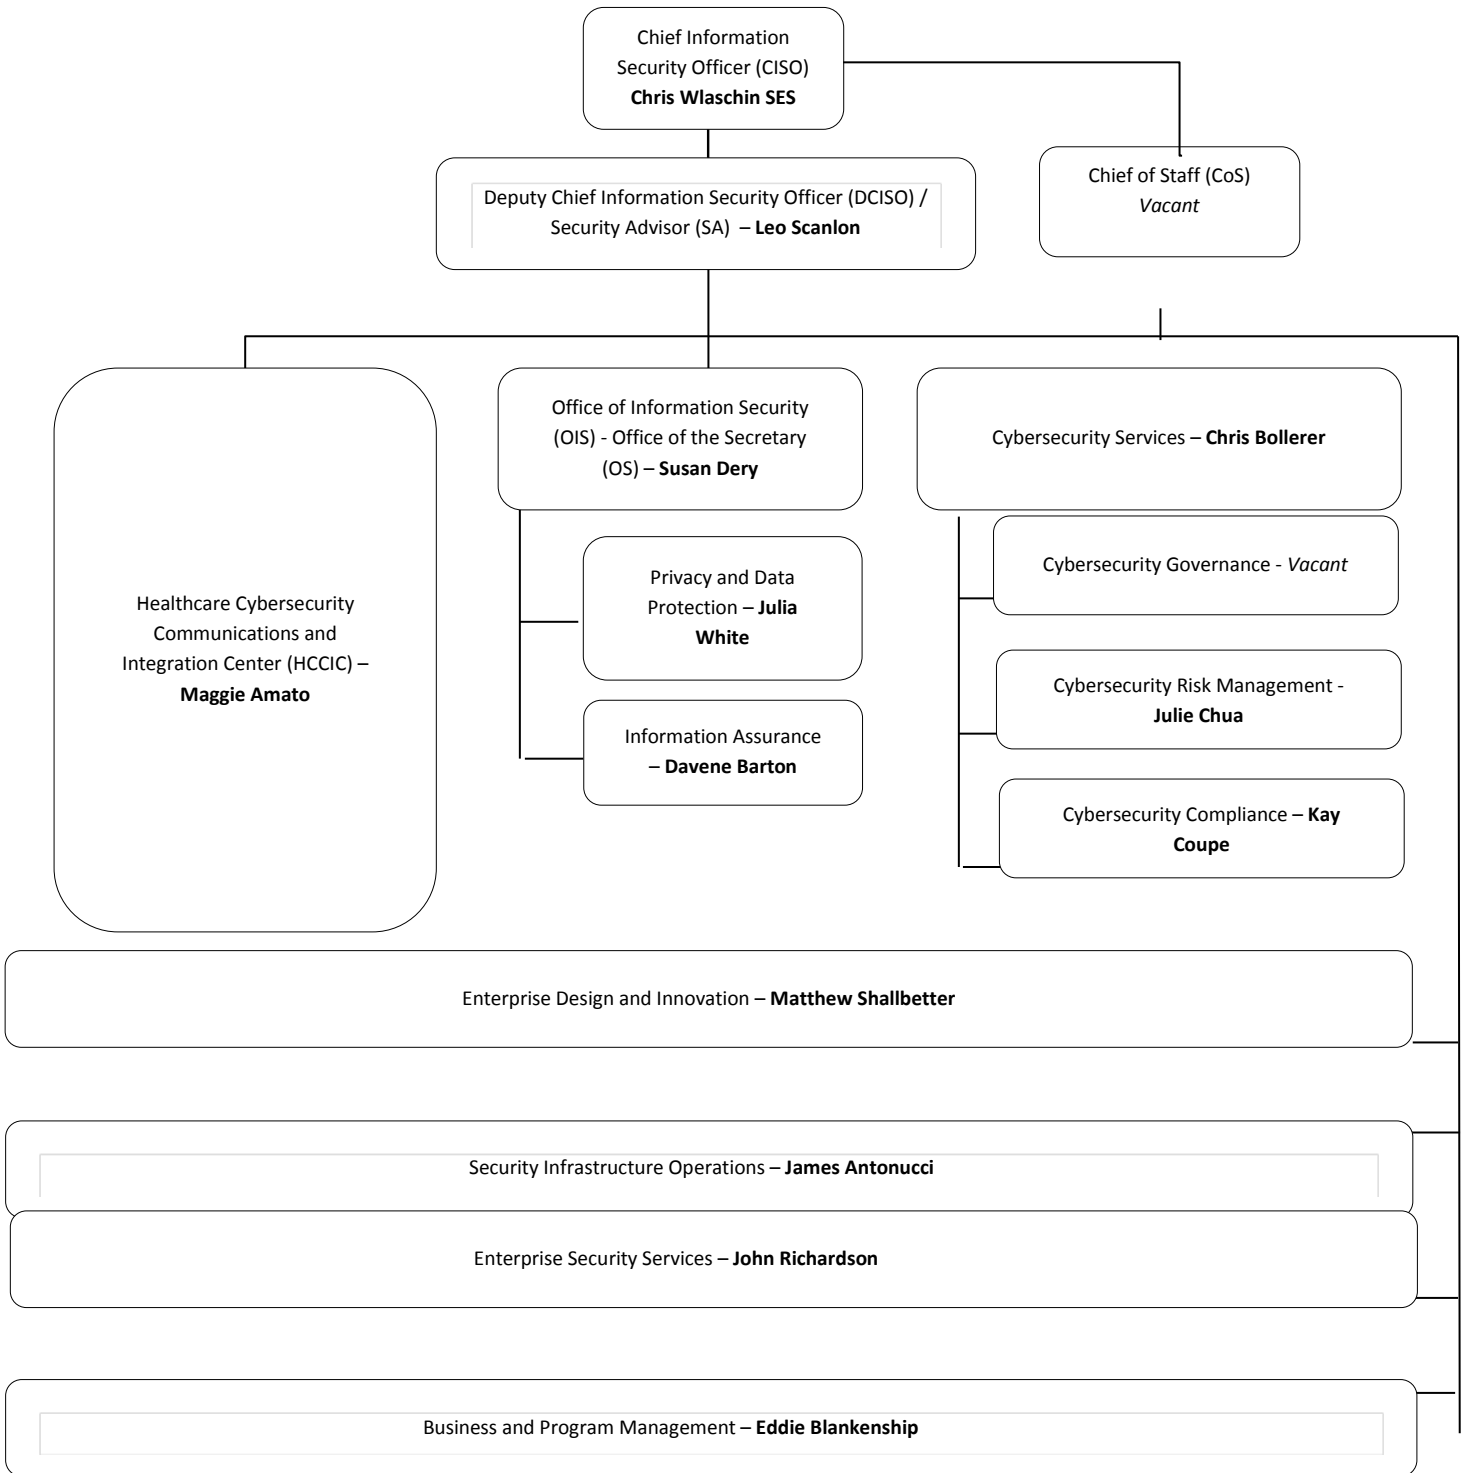 Chief Information
Security Officer (CISO)
Chris Wlaschin SES
Deputy Chief Information Security Officer (DCISO) /
Security Advisor (SA) – Leo Scanlon
Chief of Staff (CoS)
Vacant
Healthcare Cybersecurity
Communications and
Integration Center (HCCIC) –
Maggie Amato
Office of Information Security
(OIS) - Office of the Secretary
(OS) – Susan Dery
Privacy and Data
Protection – Julia
White
Information Assurance
– Davene Barton
Cybersecurity Services – Chris Bollerer
Cybersecurity Governance - Vacant
Cybersecurity Risk Management -
Julie Chua
Cybersecurity Compliance – Kay
Coupe
Enterprise Design and Innovation – Matthew Shallbetter
Security Infrastructure Operations – James Antonucci
Enterprise Security Services – John Richardson
Business and Program Management – Eddie Blankenship